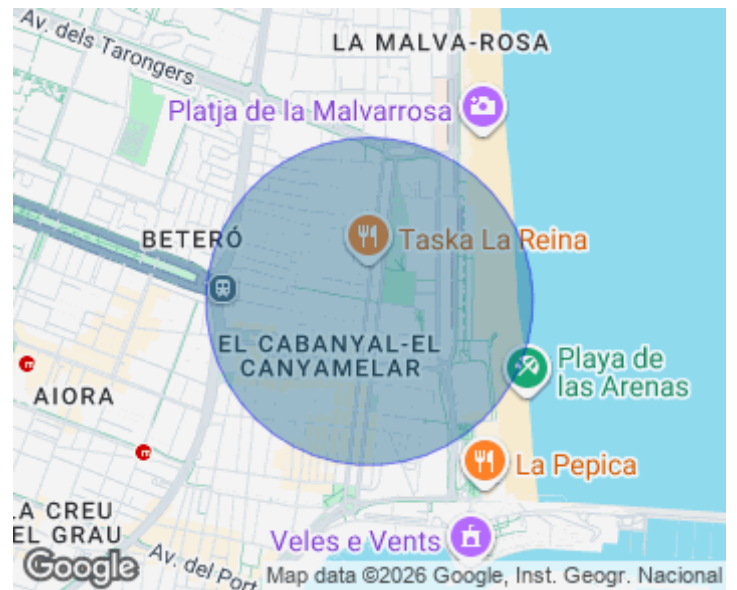 Av. dels Tarongers
LA MALVA-ROSA
Platja de la Malvarrosa
BETERÓ
Taska La Reina
EL CABANYAL-EL
CANYAMELAR
Playa de
las Arenas
AIORA
La Pepica
LA CREU
EL GRAU
Veles e Vents
Av. del Port
Google
Map data ©2026 Google, Inst. Geogr. Nacional